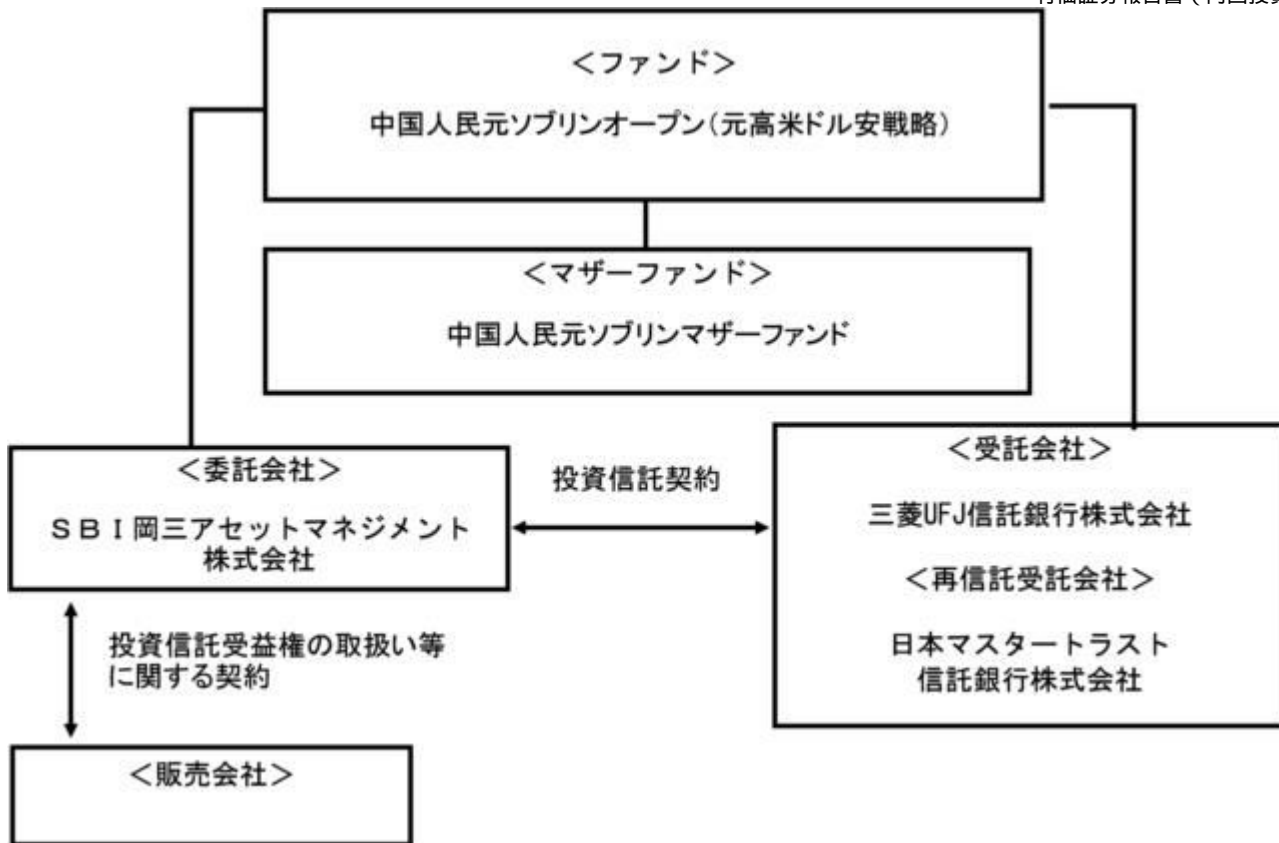 <ファンド>
中国人民元ソブリンオープン(元高米ドル安戦略)
<マザーファンド>
中国人民元ソブリンマザーファンド
<委託会社>
SBI岡三アセットマネジメント
株式会社
投資信託契約
<受託会社>
三菱UFJ信託銀行株式会社
<再信託受託会社>
日本マスタートラスト
信託銀行株式会社
投資信託受益権の取扱い等
に関する契約
<販売会社>